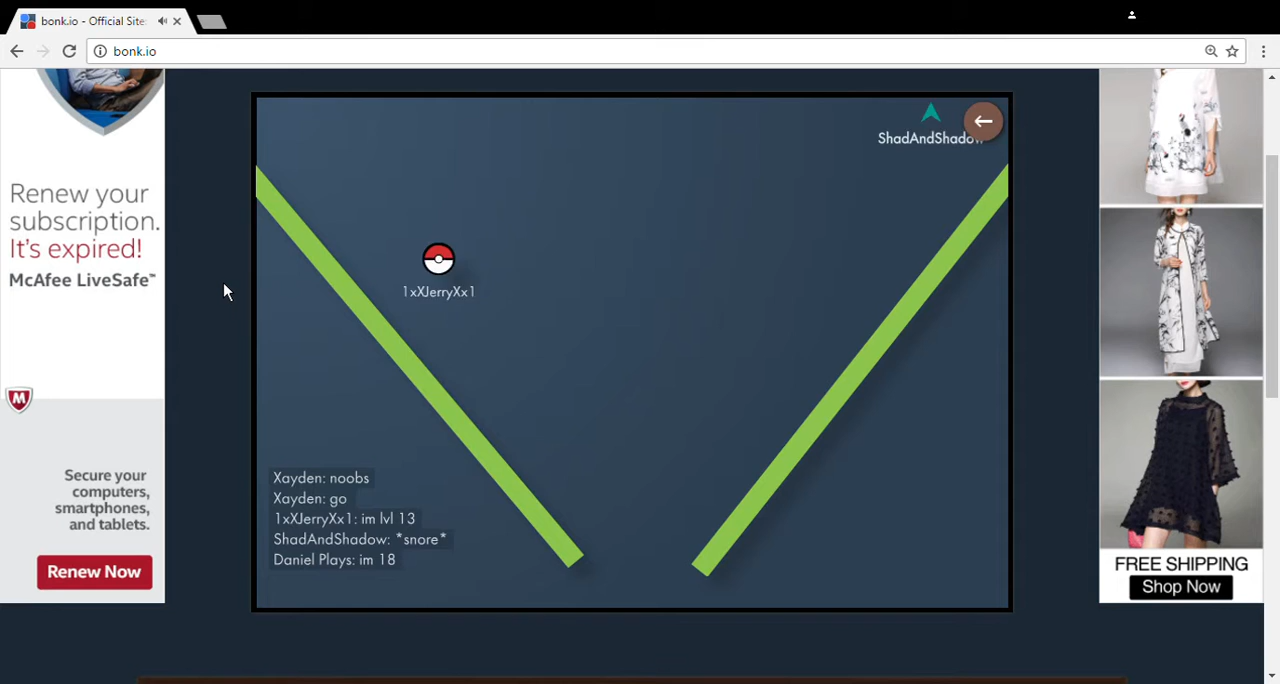 bonk.io - Official Site:
bonk.io
Renew your
subscription.
It's expired!
McAfee LiveSafe™
M
Secure your
computers,
smartphones,
and tablets.
Renew Now
ShadAndShadow
1xXJerryXx1
Xayden: noobs
Xayden: go
1xXJerryXx1: im lvl 13
ShadAndShadow: *snore*
Daniel Plays: im 18
FREE SHIPPING
Shop Now